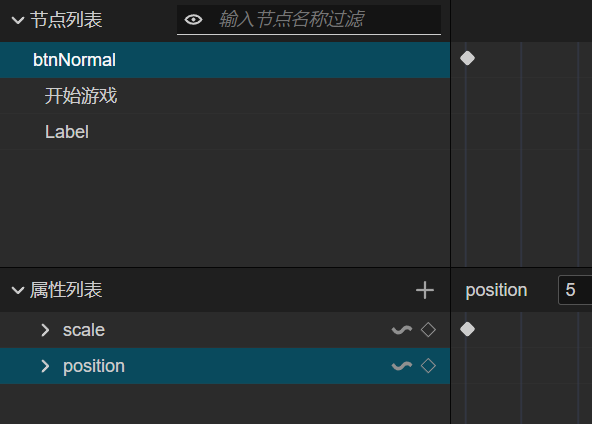 节点列表
输入节点名称过滤
btnNormal
开始游戏
Label
属性列表
position
5
scale
position